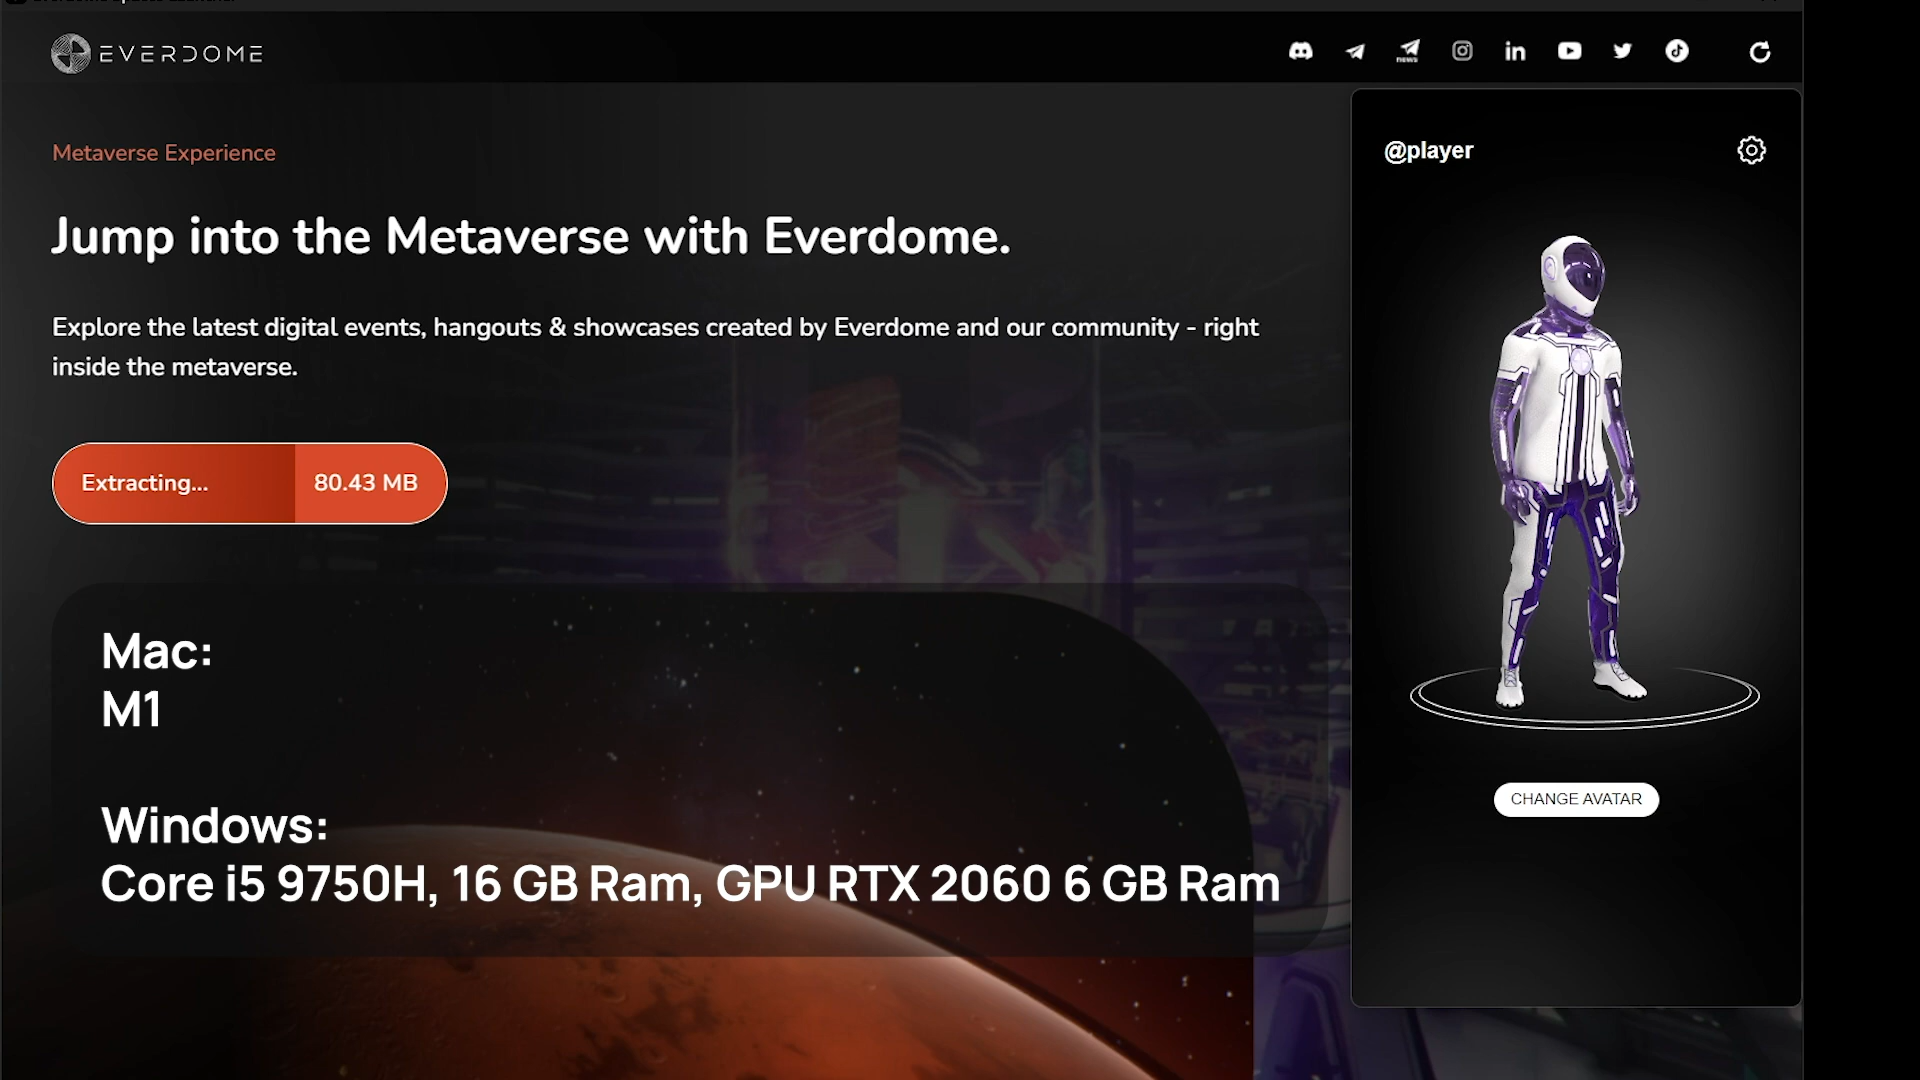 EVERDOME
news
Metaverse Experience
@player
Jump into the Metaverse with Everdome.
Explore the latest digital events, hangouts & showcases created by Everdome and our community - right
inside the metaverse.
Extracting... 80.43 MB
Mac:
M1
Windows:
Core i5 9750H, 16 GB Ram, GPU RTX 2060 6 GB Ram
CHANGE AVATAR